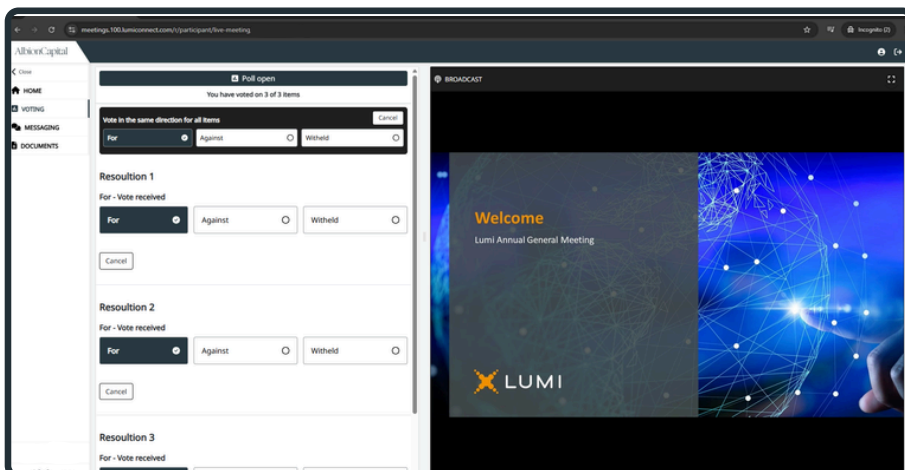 meetings.100.lumiconnect.com/r/participant/live-meeting
Incognito (2)
AlbionCapital
Close
HOME
VOTING
MESSAGING
DOCUMENTS
Poll open
You have voted on 3 of 3 items
Vote in the same direction for all items
Cancel
For
Against
Witheld
Resoultion 1
For - Vote received
For
Against
Witheld
Cancel
Resoultion 2
For - Vote received
For
Against
Witheld
Cancel
Resoultion 3
For - Vote received
BROADCAST
Welcome
Lumi Annual General Meeting
LUMI